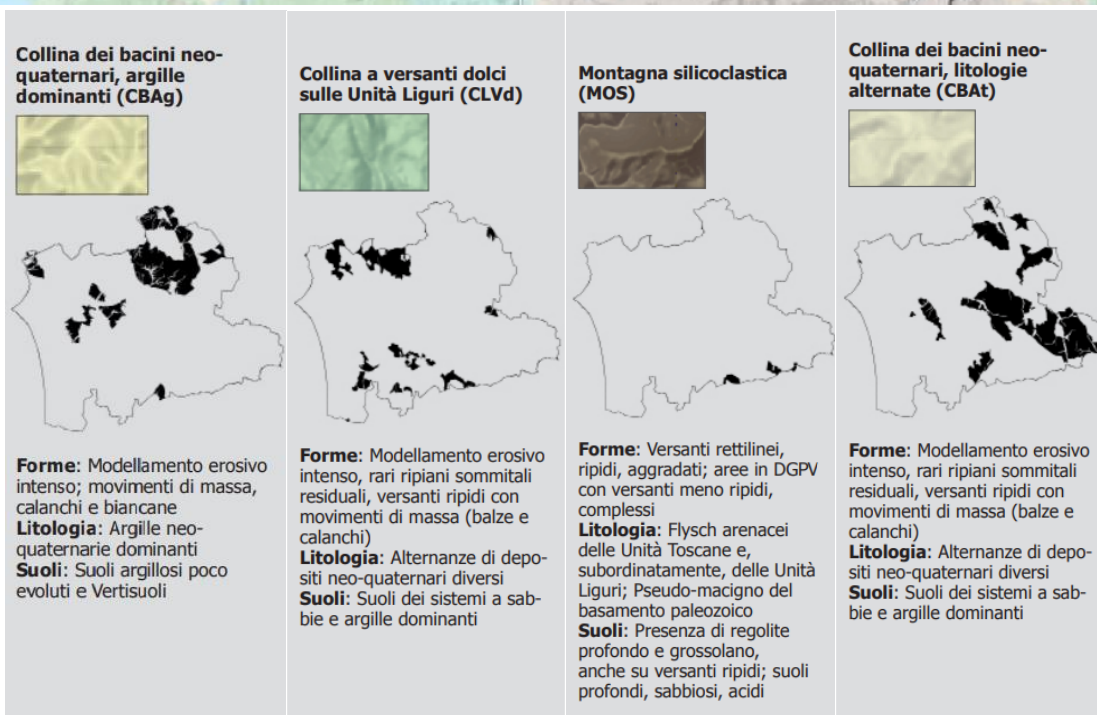 Collina dei bacini neo-
quaternari, argille
dominanti (CBAg)
Forme: Modellamento erosivo
intenso; movimenti di massa,
calanchi e biancane
Litologia: Argille neo-
quaternarie dominanti
Suoli: Suoli argillosi poco
evoluti e Vertisuoli
Collina a versanti dolci
sulle Unità Liguri (CLVd)
Forme: Modellamento erosivo
intenso, rari ripiani sommitali
residuali, versanti ripidi con
movimenti di massa (balze e
calanchi)
Litologia: Alternanze di depo-
siti neo-quaternari diversi
Suoli: Suoli dei sistemi a sab-
bie e argille dominanti
Montagna silicoclastica
(MOS)
Forme: Versanti rettilinei,
ripidi, aggradati; aree in DGPV
con versanti meno ripidi,
complessi
Litologia: Flysch arenacei
delle Unità Toscane e,
subordinatamente, delle Unità
Liguri; Pseudo-macigno del
basamento paleozoico
Suoli: Presenza di regolite
profondo e grossolano,
anche su versanti ripidi; suoli
profondi, sabbiosi, acidi
Collina dei bacini neo-
quaternari, litologie
alternate (CBAt)
Forme: Modellamento erosivo
intenso, rari ripiani sommitali
residuali, versanti ripidi con
movimenti di massa (balze e
calanchi)
Litologia: Alternanze di depo-
siti neo-quaternari diversi
Suoli: Suoli dei sistemi a sab-
bie e argille dominanti